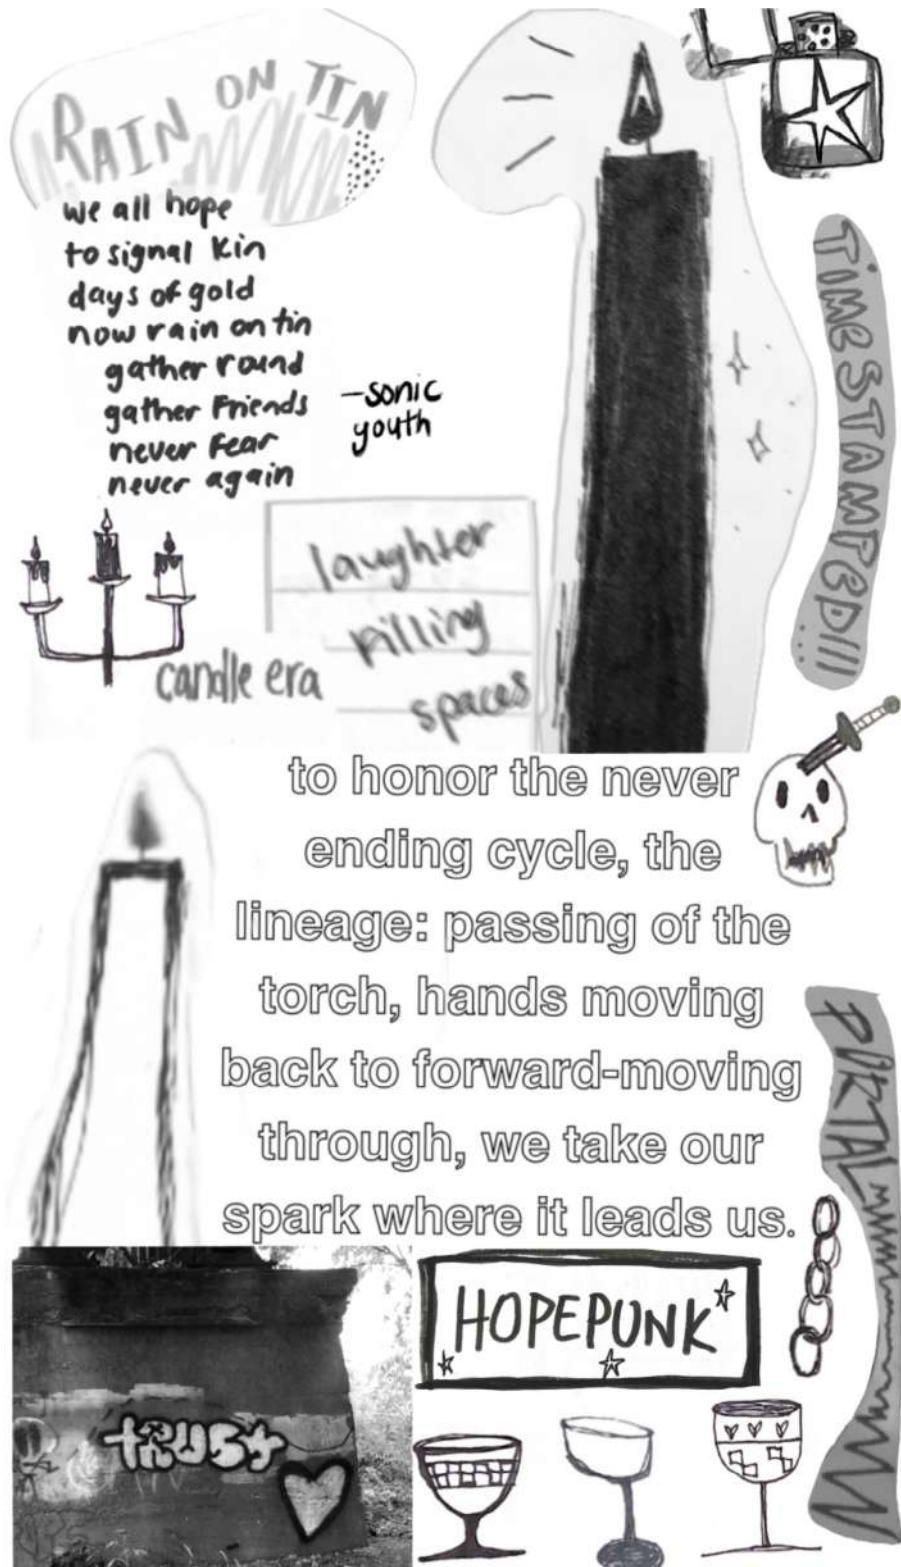 RAIN ON TIN
we all hope
to signal kin
days of gold
now rain on tin
gather round
gather friends
never fear
never again
—sonic
youth
TIMESTAMPED!!!
laughter
filling
spaces
candle era
to honor the never
ending cycle, the
lineage: passing of the
torch, hands moving
back to forward-moving
through, we take our
spark where it leads us.
HOPEPUNK
trust